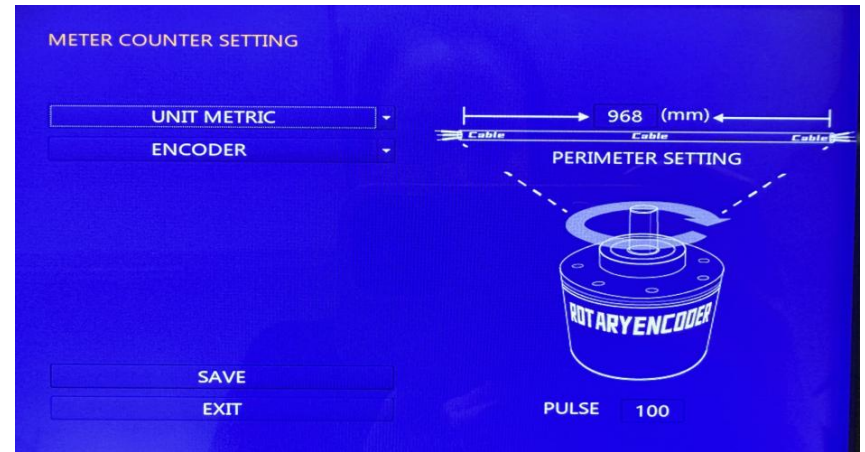 METER COUNTER SETTING
UNIT METRIC
ENCODER
968 (mm)
Cable Cable Cable
PERIMETER SETTING
ROTARYENCODER
SAVE
EXIT
PULSE 100